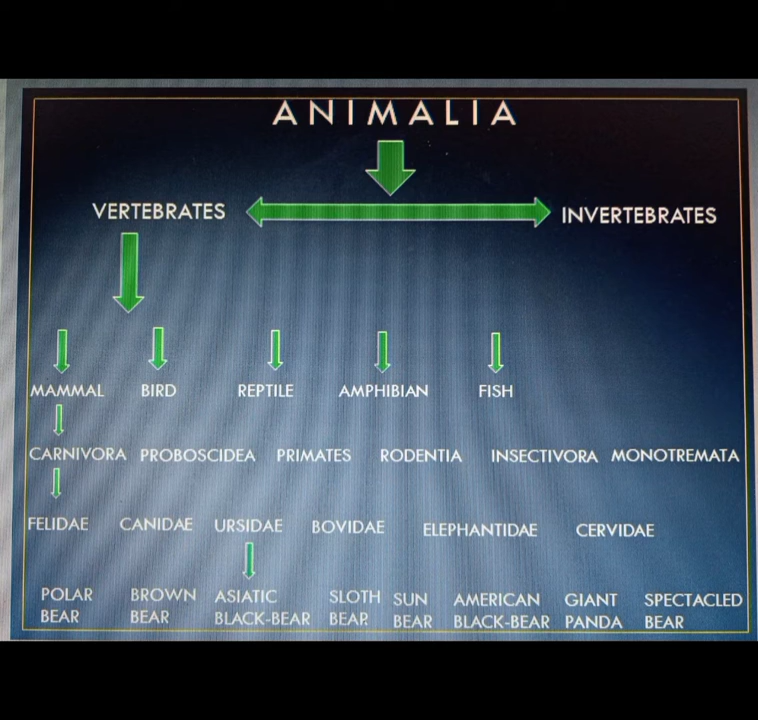 ANIMALIA
VERTEBRATES
INVERTEBRATES
MAMMAL BIRD REPTILE AMPHIBIAN FISH
CARNIVORA PROBOSCIDEA PRIMATES RODENTIA INSECTIVORA MONOTREMATA
FELIDAE CANIDAE URSIDAE BOVIDAE ELEPHANTIDAE CERVIDAE
POLAR BEAR
BROWN BEAR
ASIATIC BLACK-BEAR
SLOTH BEAR
SUN BEAR
AMERICAN BLACK-BEAR
GIANT PANDA
SPECTACLED BEAR